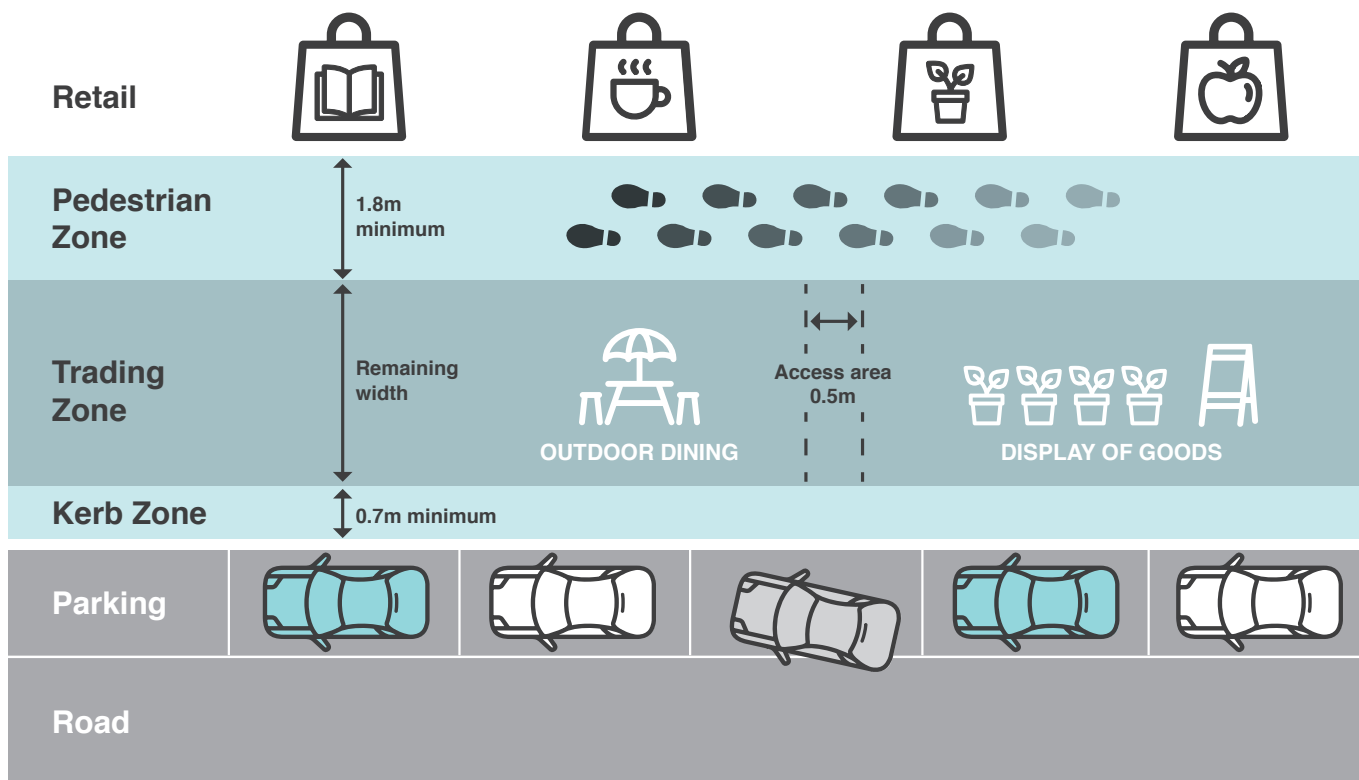 Retail
Pedestrian
Zone
1.8m
minimum
Trading
Zone
Remaining
width
OUTDOOR DINING
Access area
0.5m
DISPLAY OF GOODS
Kerb Zone
0.7m minimum
Parking
Road